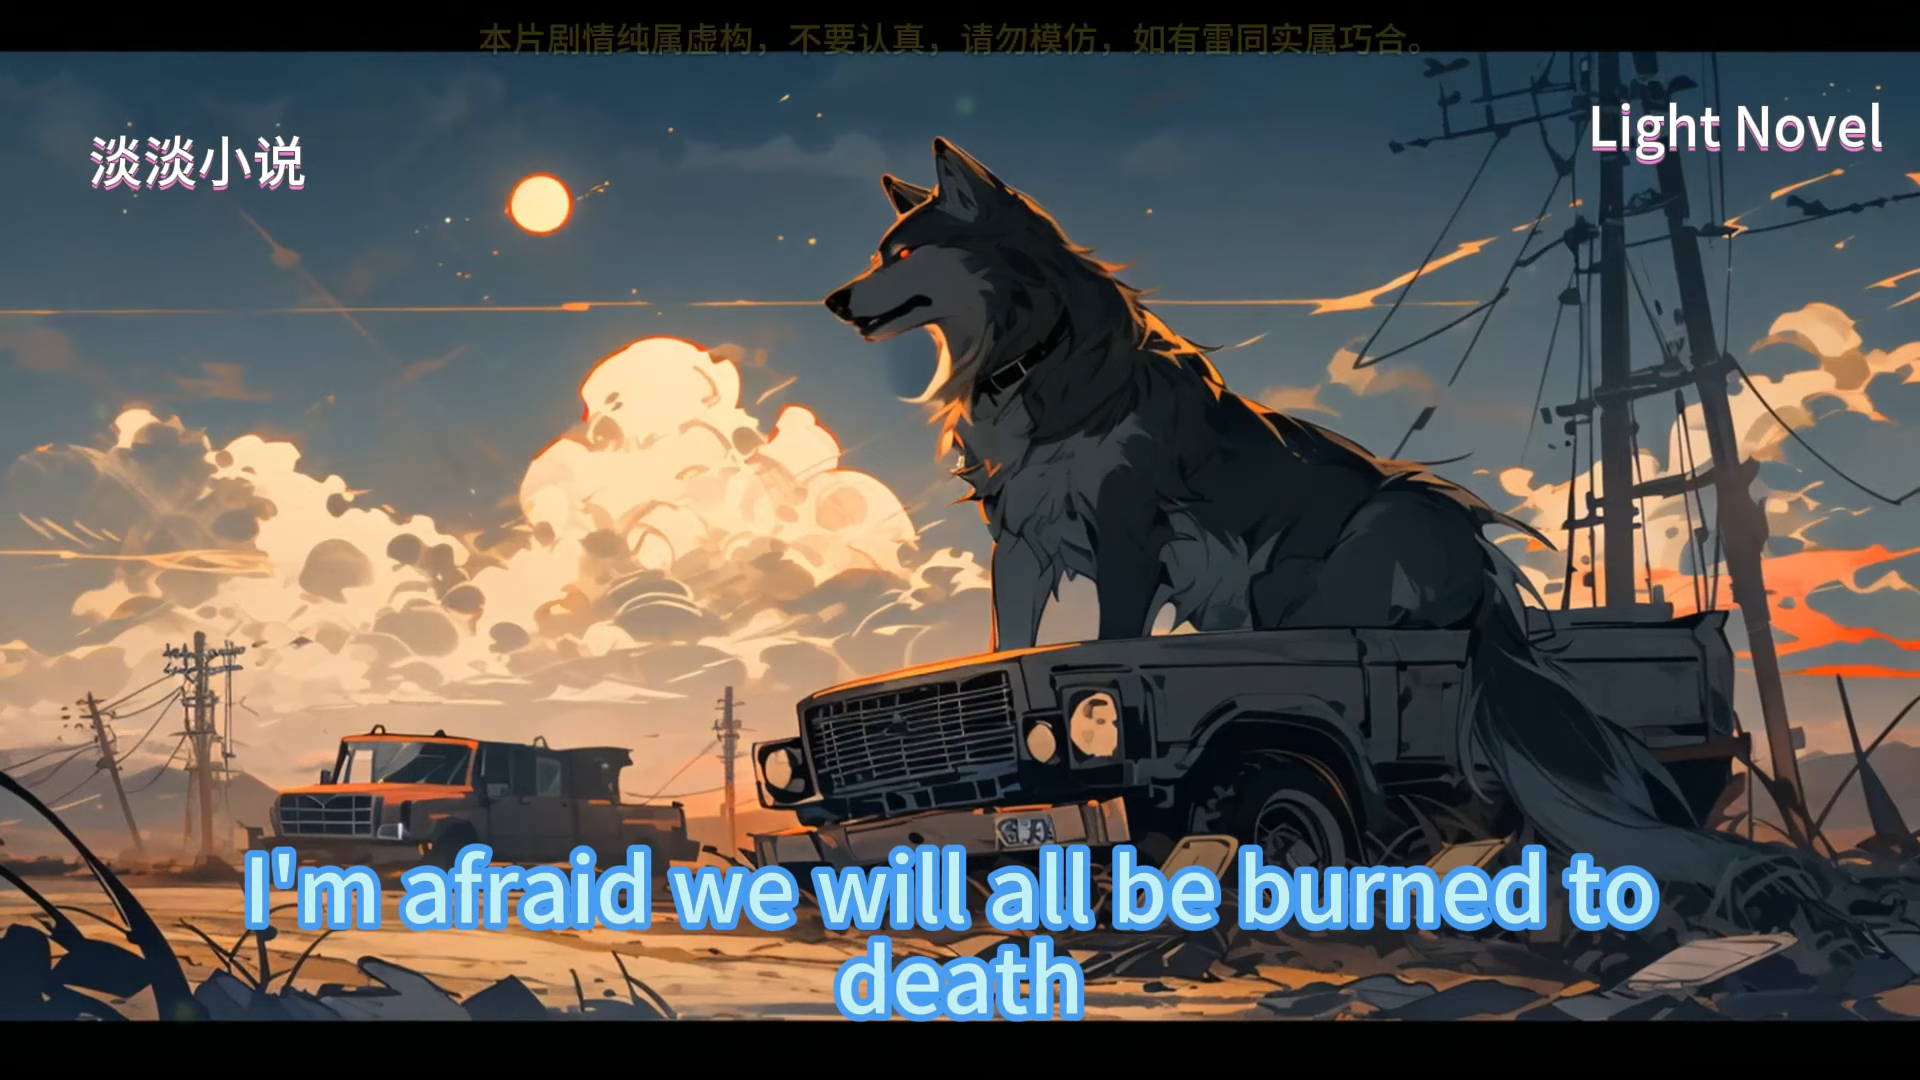 本片剧情纯属虚构，不要认真，请勿模仿，如有雷同实属巧合。
淡淡小说
Light Novel
I'm afraid we will all be burned to
death